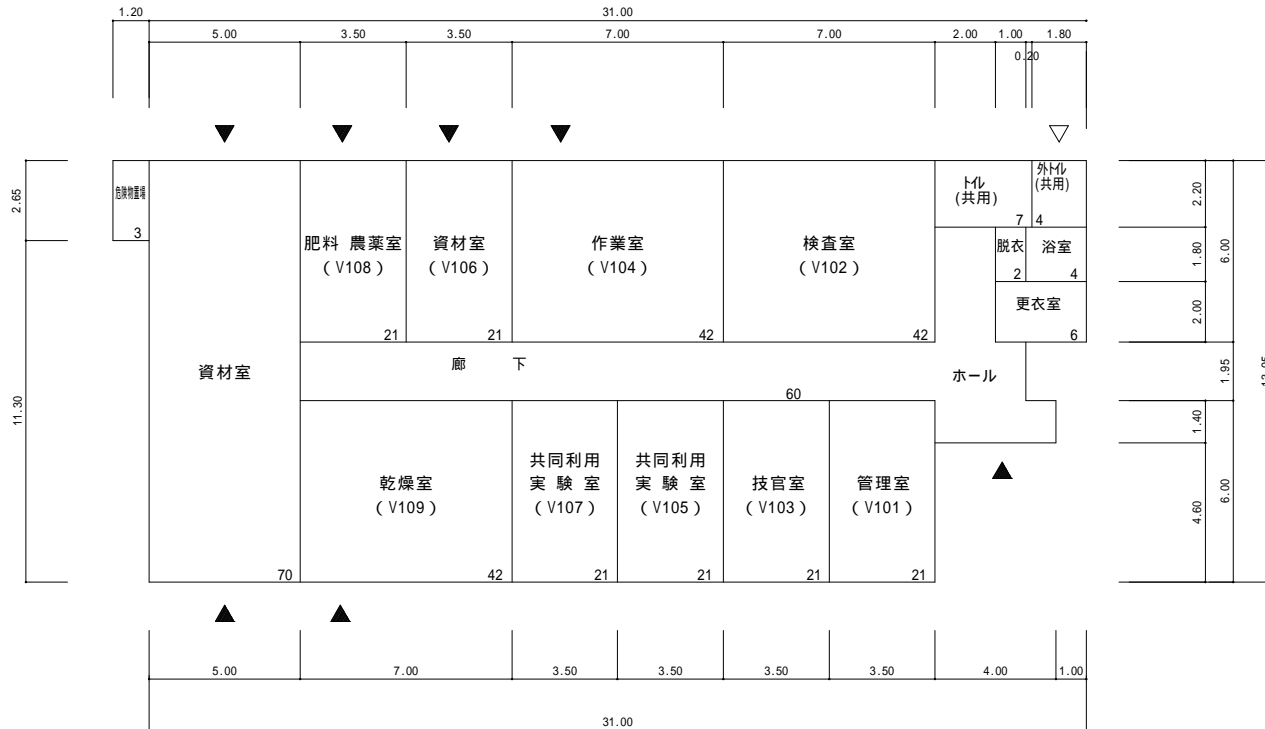 1.20
31.00
5.00
3.50
3.50
7.00
7.00
2.00
1.00
0.20
1.80
2.65
11.30
危険物置場
3
肥料 農薬室
(V108)
21
資材室
(V106)
21
作業室
(V104)
42
検査室
(V102)
42
トイレ
(共用)
7
外トイレ
(共用)
4
脱衣
2
浴室
4
更衣室
6
資材室
70
廊 下
60
ホール
乾燥室
(V109)
42
共同利用
実 験 室
(V107)
21
共同利用
実 験 室
(V105)
21
技官室
(V103)
21
管理室
(V101)
21
2.20
1.80
2.00
6.00
1.95
1.40
4.60
6.00
5.00
7.00
3.50
3.50
3.50
3.50
4.00
1.00
31.00